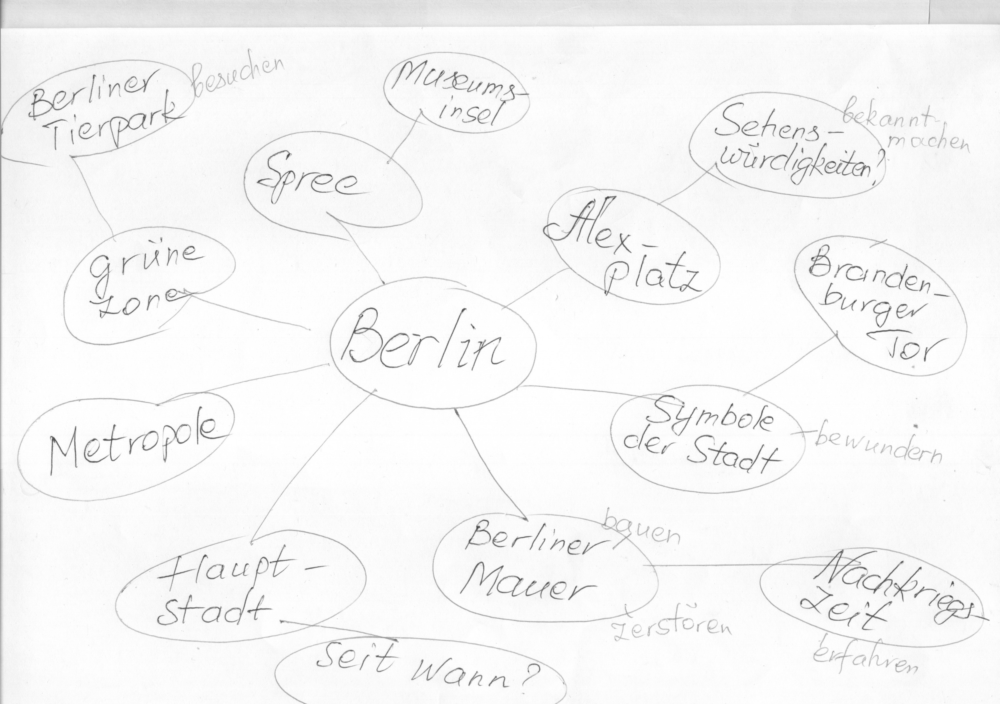 Berliner
Tierpark
besuchen
Museums-
insel
Sehens-
würdigkeiten?
bekannt-
machen
Spree
Alex-
platz
grüne
Zone
Branden-
burger
Tor
Berlin
Metropole
Symbole
der Stadt
bewundern
Haupt-
stadt
Berliner
Mauer
bauen
zerstören
Nachkriegs-
zeit
erfahren
seit wann?